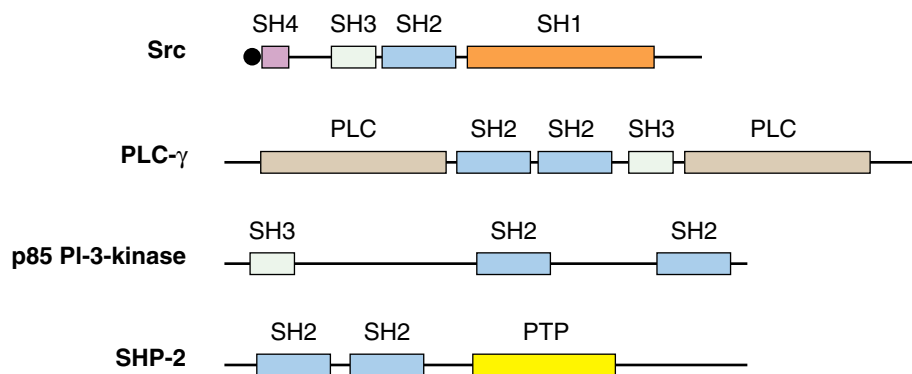 SH4 SH3 SH2 SH1
Src
PLC SH2 SH2 SH3 PLC
PLC-γ
SH3 SH2 SH2
p85 PI-3-kinase
SH2 SH2 PTP
SHP-2